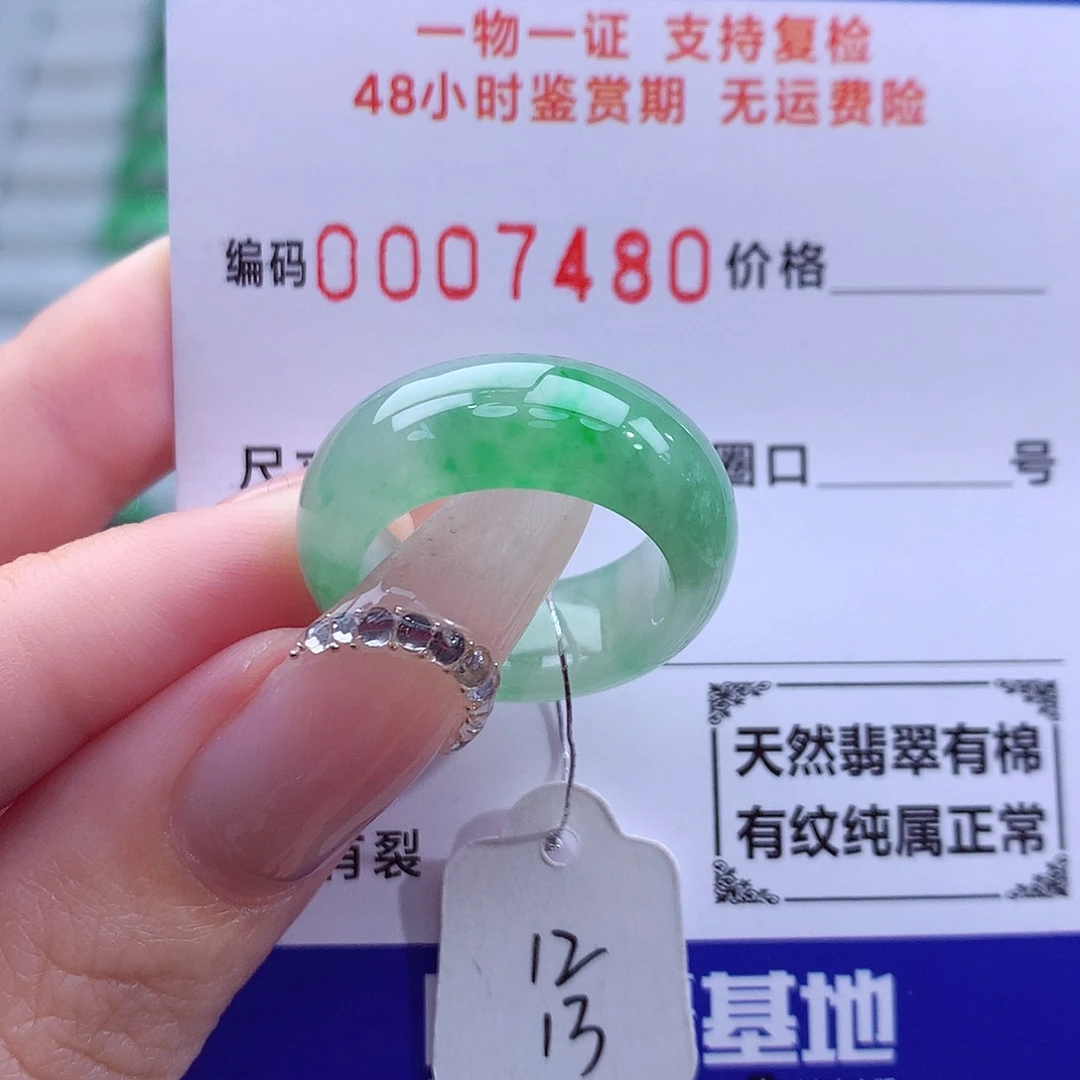 一物一证 支持复检
48小时鉴赏期 无运费险
编码0007480价格
尺 圈口 号
天然翡翠有棉
有纹纯属正常
有裂
12
13
基地